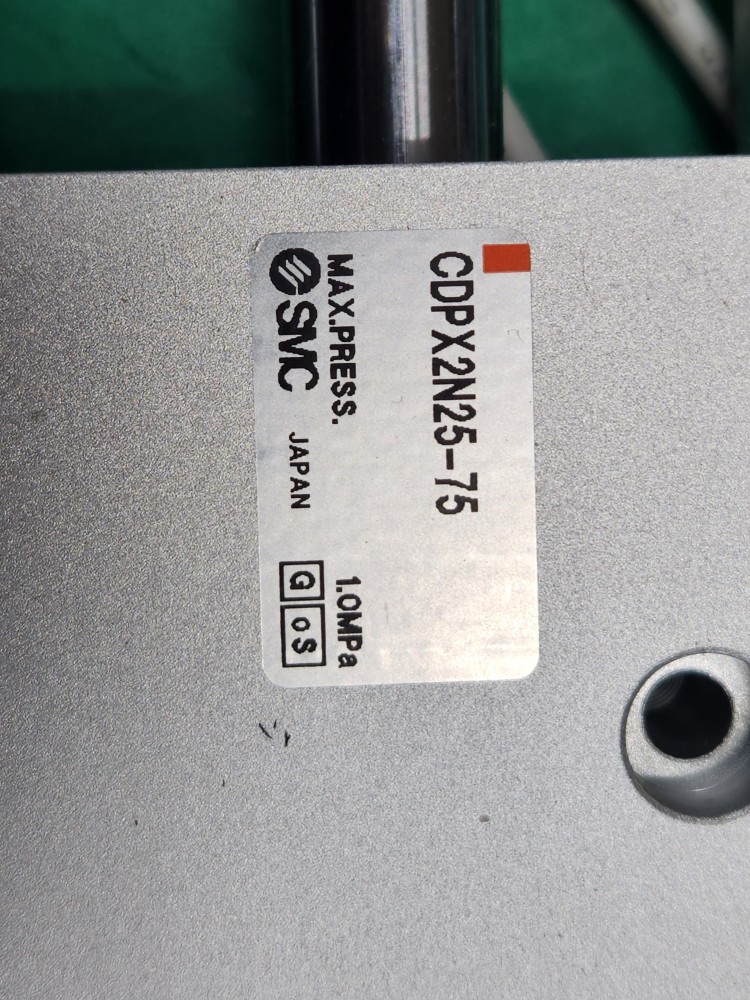 CDPX2N25-75
MAX.PRESS. 1.0MPa
SMC JAPAN G oS